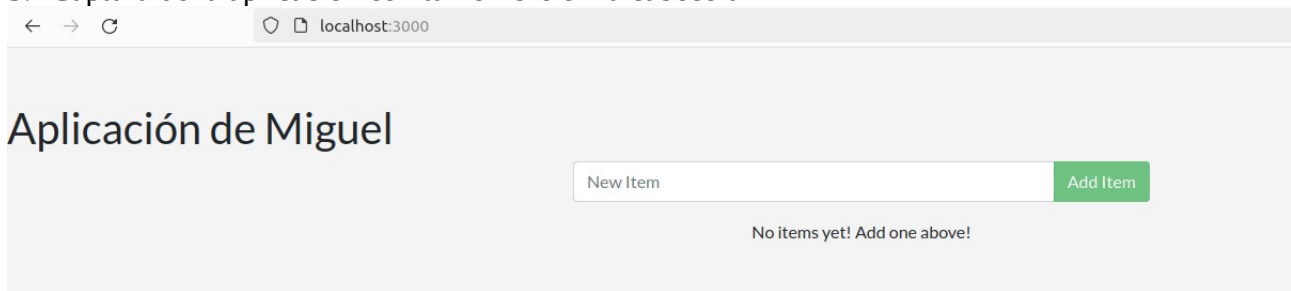 localhost:3000
Aplicación de Miguel
New Item
Add Item
No items yet! Add one above!